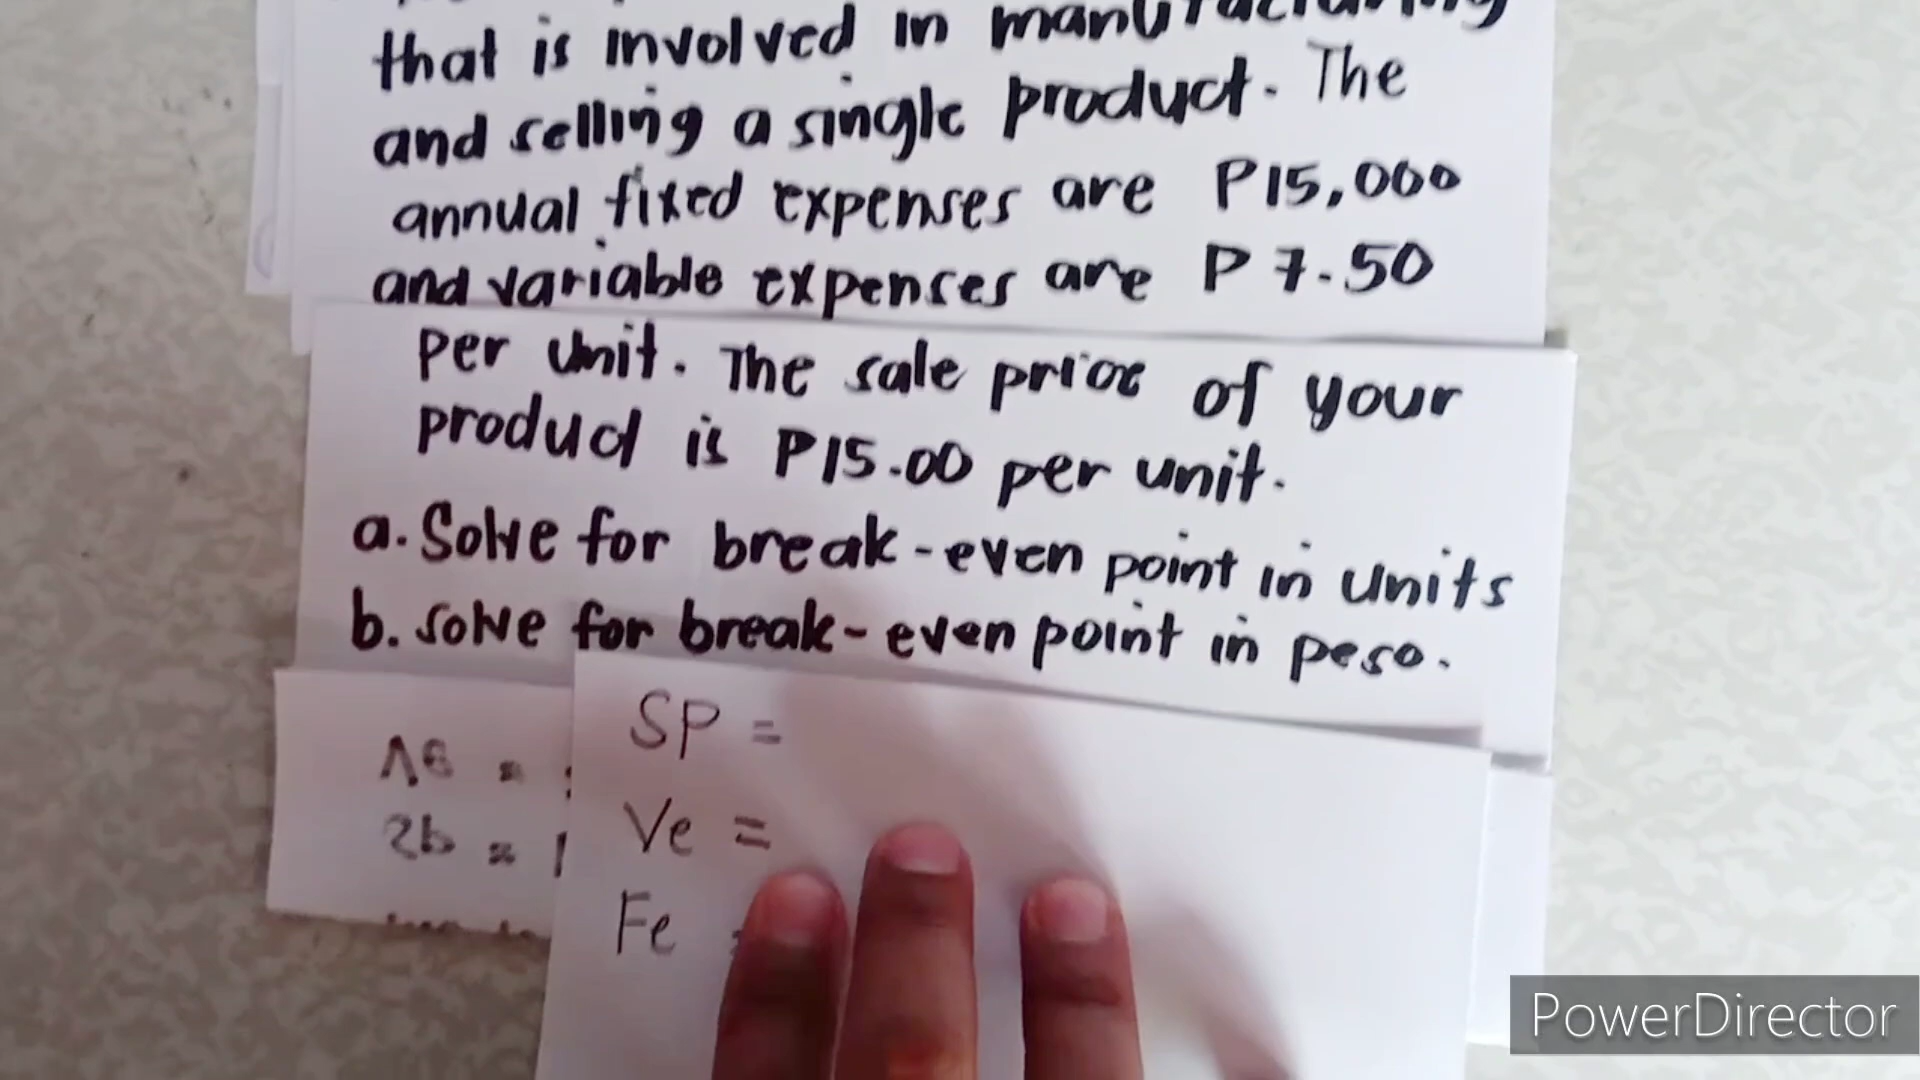 that is involved in manufacturing
and selling a single product. The
annual fixed expenses are P15,000
and variable expenses are P 7.50
per unit. The sale price of your
product is P15.00 per unit.
a. Solve for break-even point in units
b. solve for break-even point in peso.
SP =
Ve =
Fe
PowerDirector